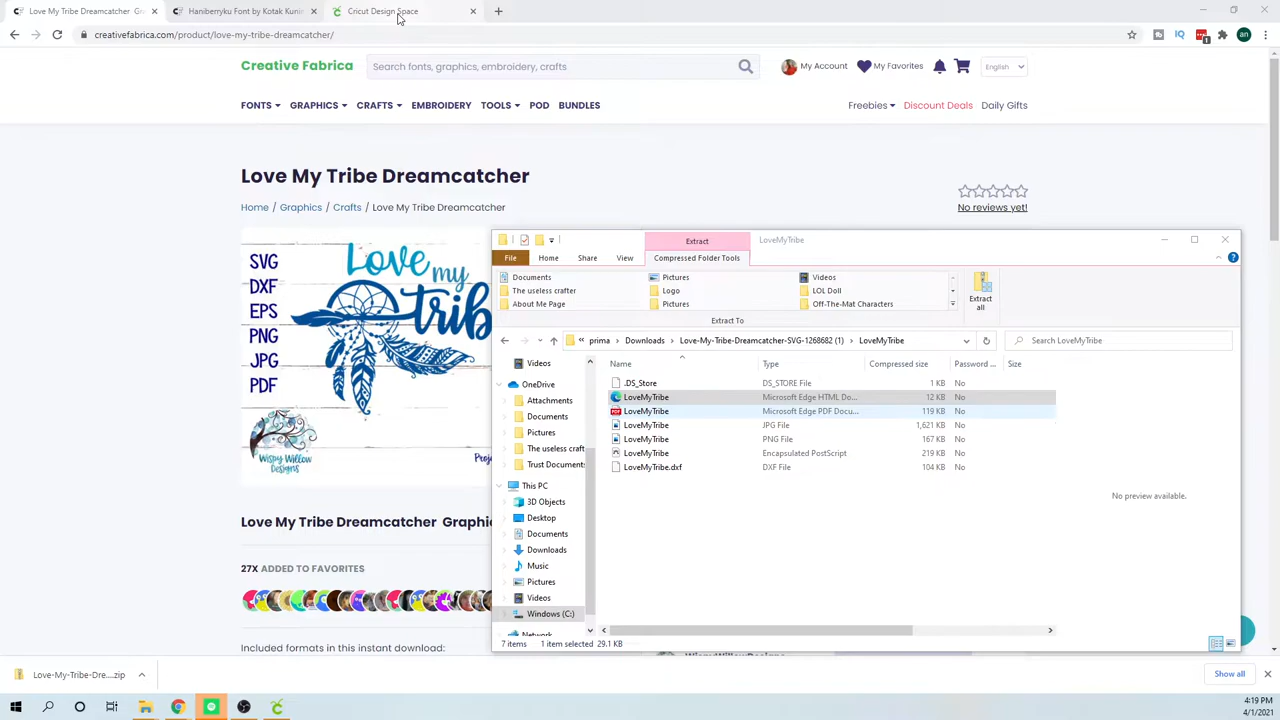 Love My Tribe Dreamcatcher Gra
Haniberryku Font by Kotak Kunin
Cricut Design Space
creativefabrica.com/product/love-my-tribe-dreamcatcher/
IQ
1
an
Creative Fabrica
Search fonts, graphics, embroidery, crafts
My Account
My Favorites
English
FONTS
GRAPHICS
CRAFTS
EMBROIDERY
TOOLS
POD
BUNDLES
Freebies
Discount Deals
Daily Gifts
Love My Tribe Dreamcatcher
Home / Graphics / Crafts / Love My Tribe Dreamcatcher
No reviews yet!
SVG
DXF
EPS
PNG
JPG
PDF
Love my
trib
Wispy Willow
Designs
Proje
Love My Tribe Dreamcatcher Graphi
27X ADDED TO FAVORITES
Included formats in this instant download:
Extract
LoveMyTribe
File
Home
Share
View
Compressed Folder Tools
Documents
Pictures
Videos
The useless crafter
Logo
LOL Doll
About Me Page
Pictures
Off-The-Mat Characters
Extract
all
Extract To
« prima > Downloads > Love-My-Tribe-Dreamcatcher-SVG-1268682 (1) > LoveMyTribe
Search LoveMyTribe
Videos
OneDrive
Attachments
Documents
Pictures
The useless craft
Trust Documents
This PC
3D Objects
Desktop
Documents
Downloads
Music
Pictures
Videos
Windows (C:)
Network
Name Type Compressed size Password ... Size
.DS_Store DS_STORE File 1 KB No
LoveMyTribe Microsoft Edge HTML Do... 12 KB No
LoveMyTribe Microsoft Edge PDF Docu... 119 KB No
LoveMyTribe JPG File 1,621 KB No
LoveMyTribe PNG File 167 KB No
LoveMyTribe Encapsulated PostScript 219 KB No
LoveMyTribe.dxf DXF File 104 KB No
No preview available.
7 items 1 item selected 29.1 KB
Love-My-Tribe-Dre....zip
Show all
4:19 PM
4/1/2021